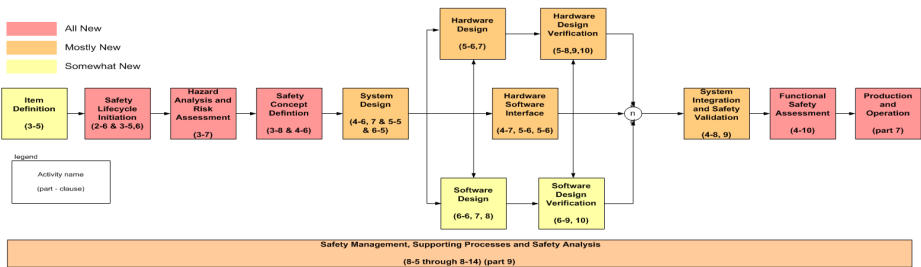 All New
Mostly New
Somewhat New
Item
Definition
(3-5)
Safety
Lifecycle
Initiation
(2-6 & 3-5,6)
Hazard
Analysis and
Risk
Assessment
(3-7)
Safety
Concept
Defintion
(3-8 & 4-6)
System
Design
(4-6, 7 & 5-5
& 6-5)
Hardware
Design
(5-6,7)
Hardware
Design
Verification
(5-8,9,10)
Hardware
Software
Interface
(4-7, 5-6, 5-6)
Software
Design
(6-6, 7, 8)
Software
Design
Verification
(6-9, 10)
n
System
Integration
and Safety
Validation
(4-8, 9)
Functional
Safety
Assessment
(4-10)
Production
and
Operation
(part 7)
legend
Activity name
(part - clause)
Safety Management, Supporting Processes and Safety Analysis
(8-5 through 8-14) (part 9)